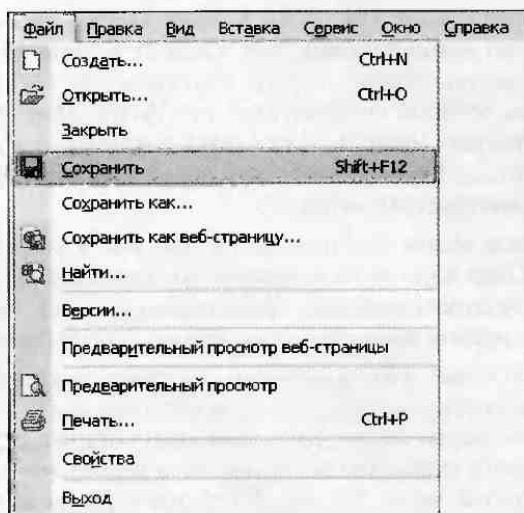 Файл Правка Вид Вставка Сервис Окно Справка
Создать... Ctrl+N
Открыть... Ctrl+O
Закрыть
Сохранить Shift+F12
Сохранить как...
Сохранить как веб-страницу...
Найти...
Версии...
Предварительный просмотр веб-страницы
Предварительный просмотр
Печать... Ctrl+P
Свойства
Выход